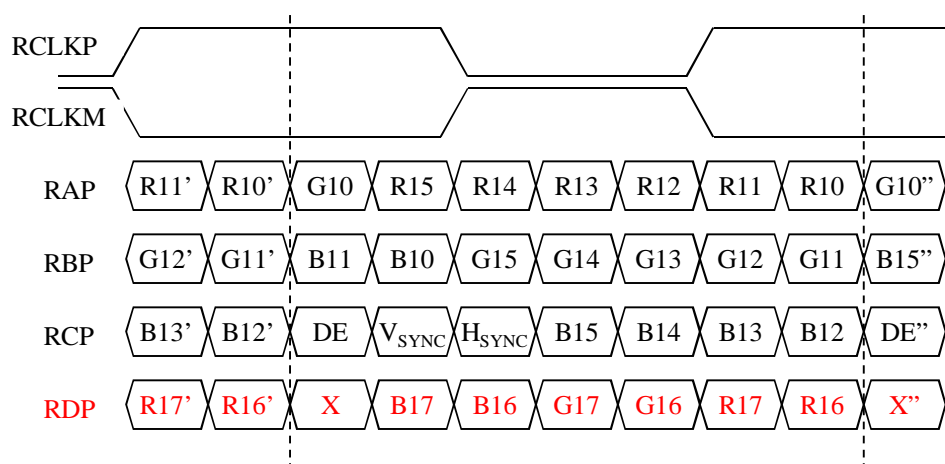 RCLKP
RCLKM
RAP R11’ R10’ G10 R15 R14 R13 R12 R11 R10 G10”
RBP G12’ G11’ B11 B10 G15 G14 G13 G12 G11 B15”
RCP B13’ B12’ DE VSYNC HSYNC B15 B14 B13 B12 DE”
RDP R17’ R16’ X B17 B16 G17 G16 R17 R16 X”